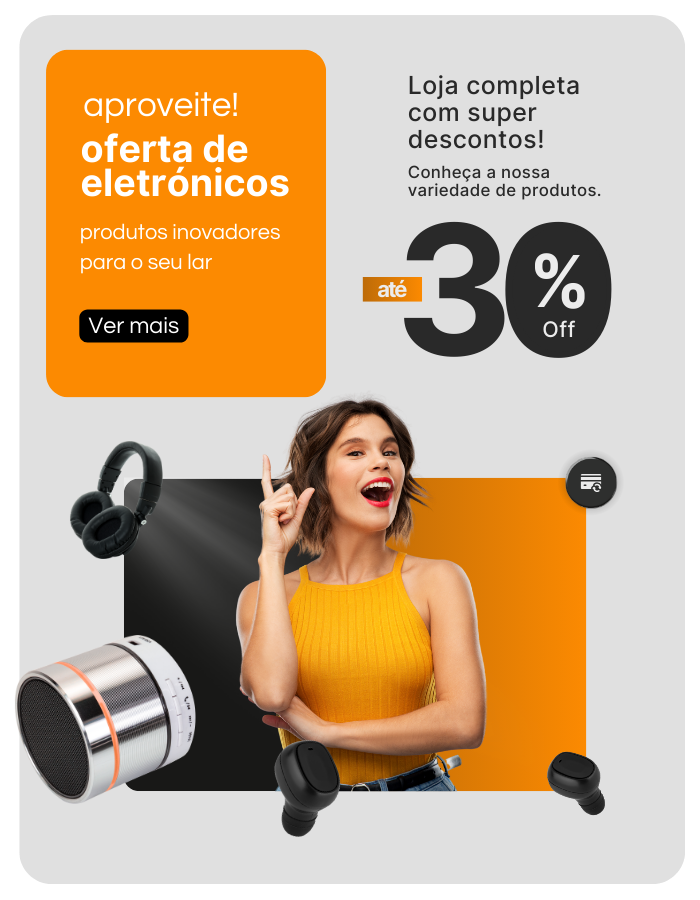 aproveite!
oferta de
eletrónicos
produtos inovadores
para o seu lar
Ver mais
Loja completa
com super
descontos!
Conheça a nossa
variedade de produtos.
até
30
%
Off